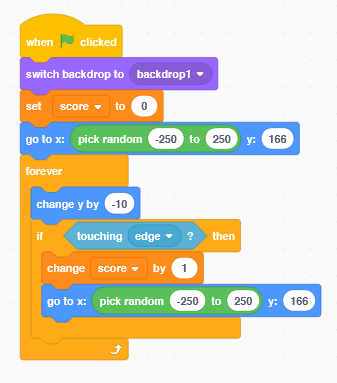 when clicked
switch backdrop to backdrop1
set score to 0
go to x: pick random -250 to 250 y: 166
forever
change y by -10
if touching edge ? then
change score by 1
go to x: pick random -250 to 250 y: 166